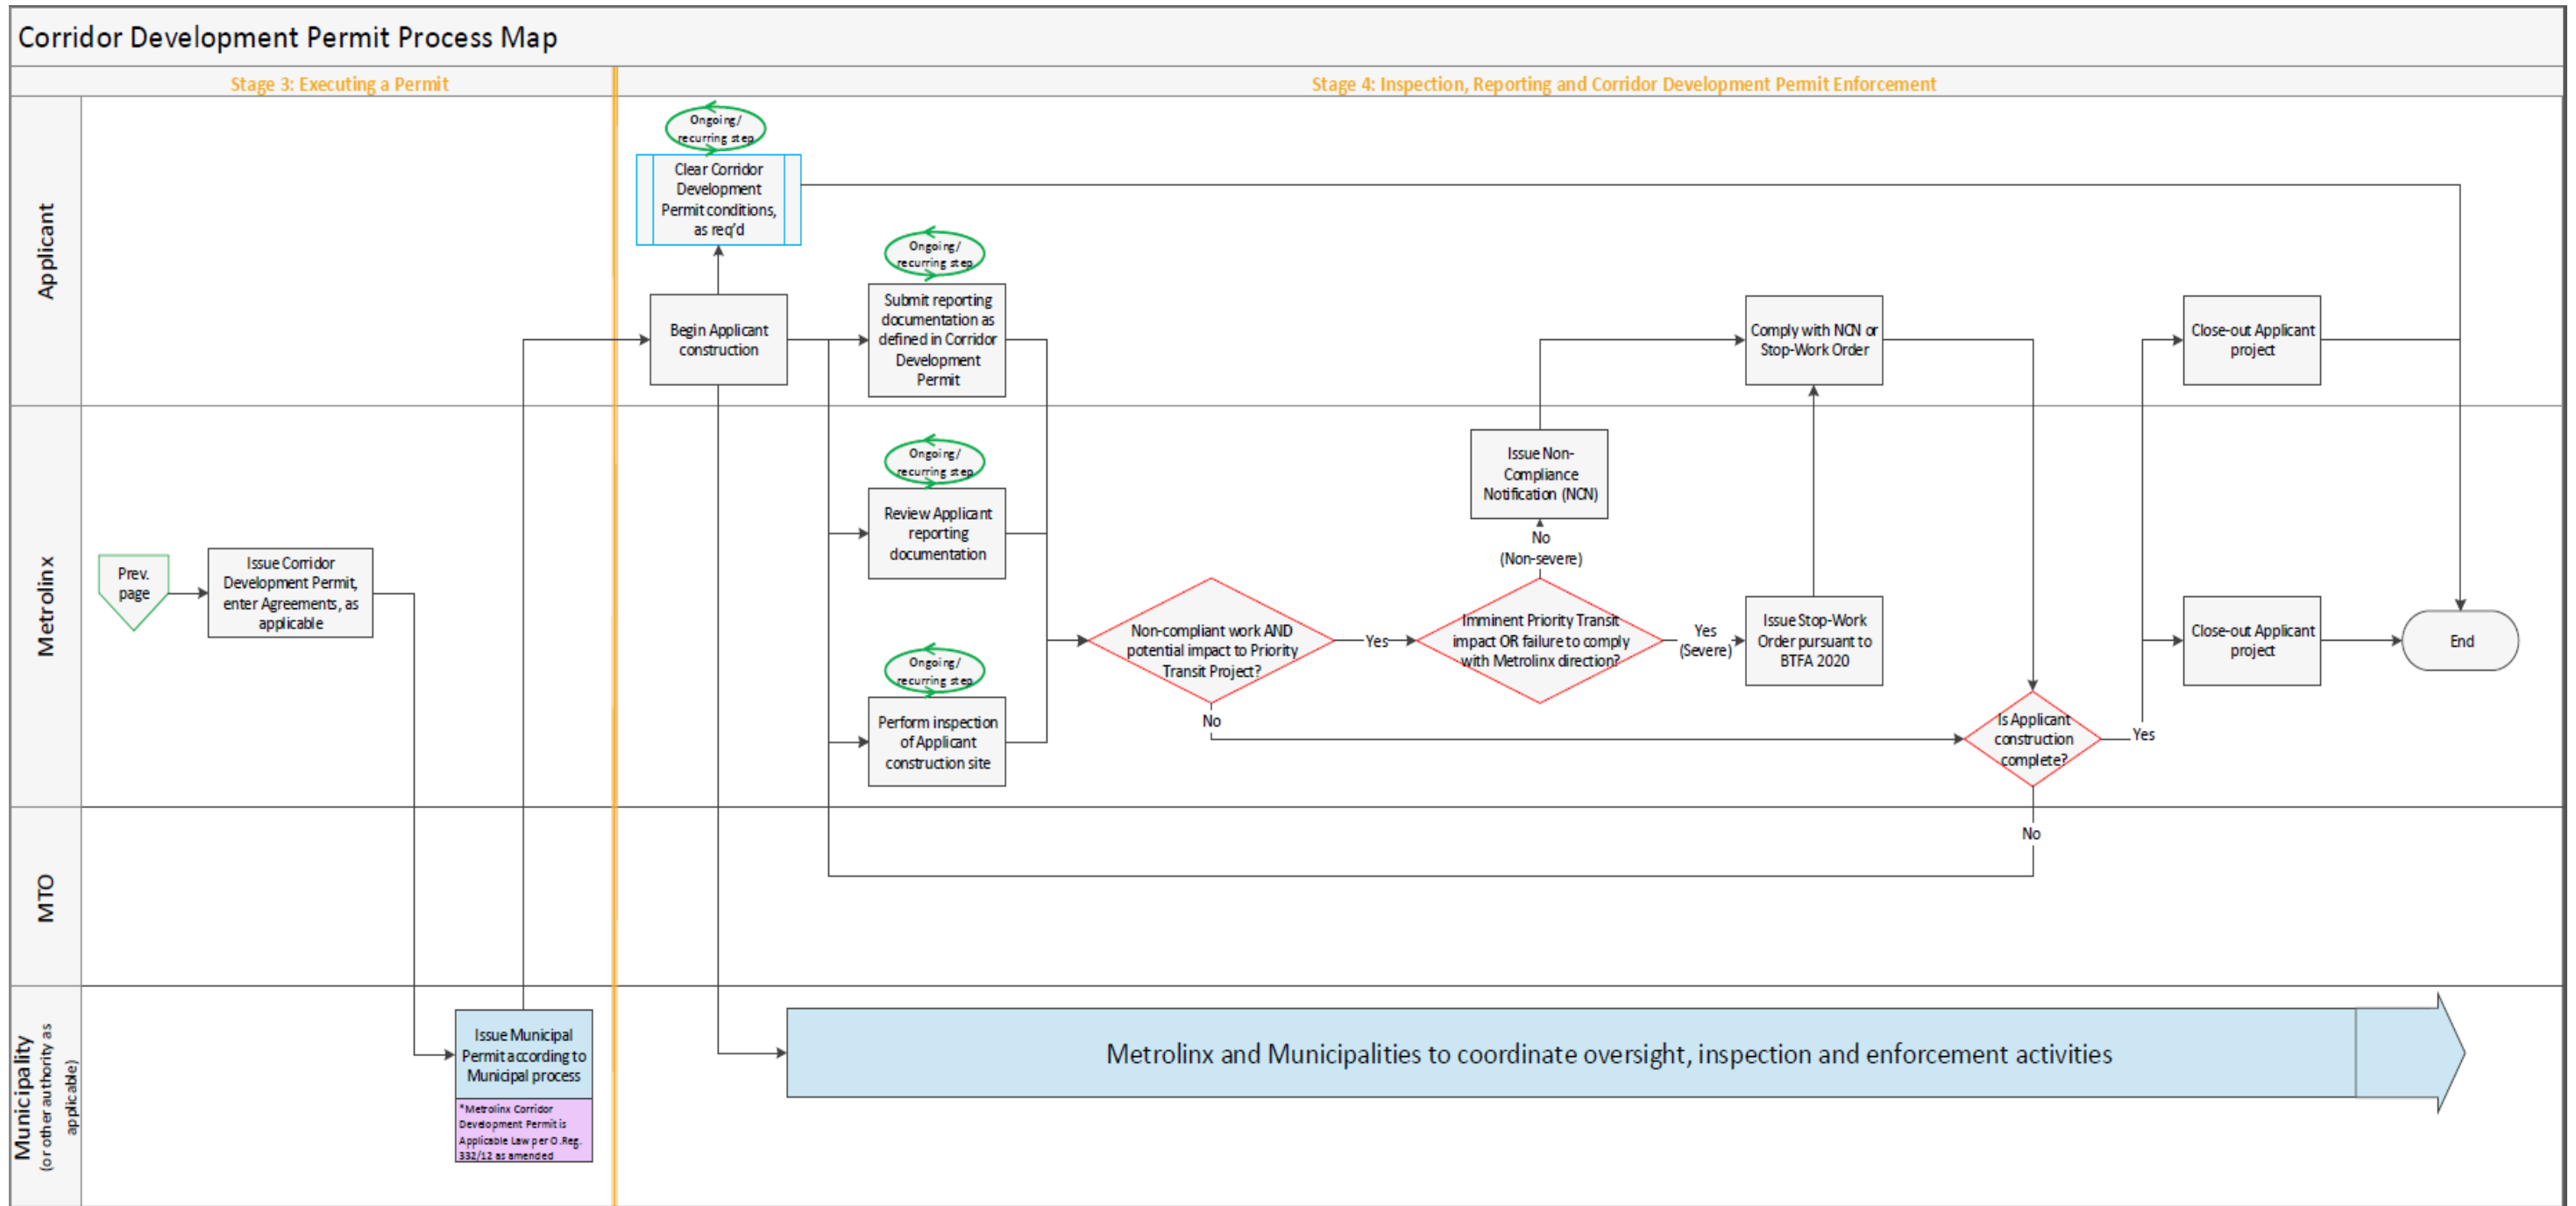 Corridor Development Permit Process Map
Stage 3: Executing a Permit
Stage 4: Inspection, Reporting and Corridor Development Permit Enforcement
Applicant
Ongoing/
recurring step
Clear Corridor
Development
Permit conditions,
as req'd
Begin Applicant
construction
Ongoing/
recurring step
Submit reporting
documentation as
defined in Corridor
Development
Permit
Comply with NCN or
Stop-Work Order
Close-out Applicant
project
Metrolinx
Prev.
page
Issue Corridor
Development Permit,
enter Agreements, as
applicable
Ongoing/
recurring step
Review Applicant
reporting
documentation
Ongoing/
recurring step
Perform inspection
of Applicant
construction site
Non-compliant work AND
potential impact to Priority
Transit Project?
Yes
No
Imminent Priority Transit
impact OR failure to comply
with Metrolinx direction?
No
(Non-severe)
Issue Non-
Compliance
Notification (NCN)
Yes
(Severe)
Issue Stop-Work
Order pursuant to
BTFA 2020
Is Applicant
construction
complete?
Yes
Close-out Applicant
project
End
MTO
No
Municipality
(or other authority as
applicable)
Issue Municipal
Permit according to
Municipal process
*Metrolinx Corridor
Development Permit is
Applicable Law per O.Reg.
332/12 as amended
Metrolinx and Municipalities to coordinate oversight, inspection and enforcement activities